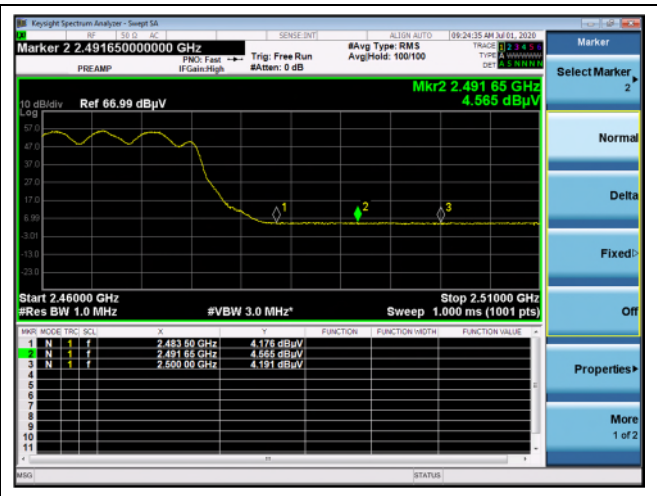 Keysight Spectrum Analyzer - Swept SA
RF 50 Ω AC SENSE:INT ALIGN AUTO 09:24:35 AM Jul 01, 2020
Marker 2 2.491650000000 GHz
PREAMP
PNO: Fast
IFGain:High
Trig: Free Run
#Atten: 0 dB
#Avg Type: RMS
Avg|Hold: 100/100
TRACE 1 2 3 4 5 6
TYPE A WWWWW
DET A S N N N N
Mkr2 2.491 65 GHz
4.565 dBµV
10 dB/div Ref 66.99 dBµV
Log
57.0
47.0
37.0
27.0
17.0
6.99
-3.01
-13.0
-23.0
1
2
3
Start 2.46000 GHz Stop 2.51000 GHz
#Res BW 1.0 MHz #VBW 3.0 MHz* Sweep 1.000 ms (1001 pts)
MKR MODE TRC SCL X Y FUNCTION FUNCTION WIDTH FUNCTION VALUE
1 N 1 f 2.483 50 GHz 4.176 dBµV
2 N 1 f 2.491 65 GHz 4.565 dBµV
3 N 1 f 2.500 00 GHz 4.191 dBµV
4
5
6
7
8
9
10
11
MSG STATUS
Marker
Select Marker
2
Normal
Delta
Fixed
Off
Properties
More
1 of 2